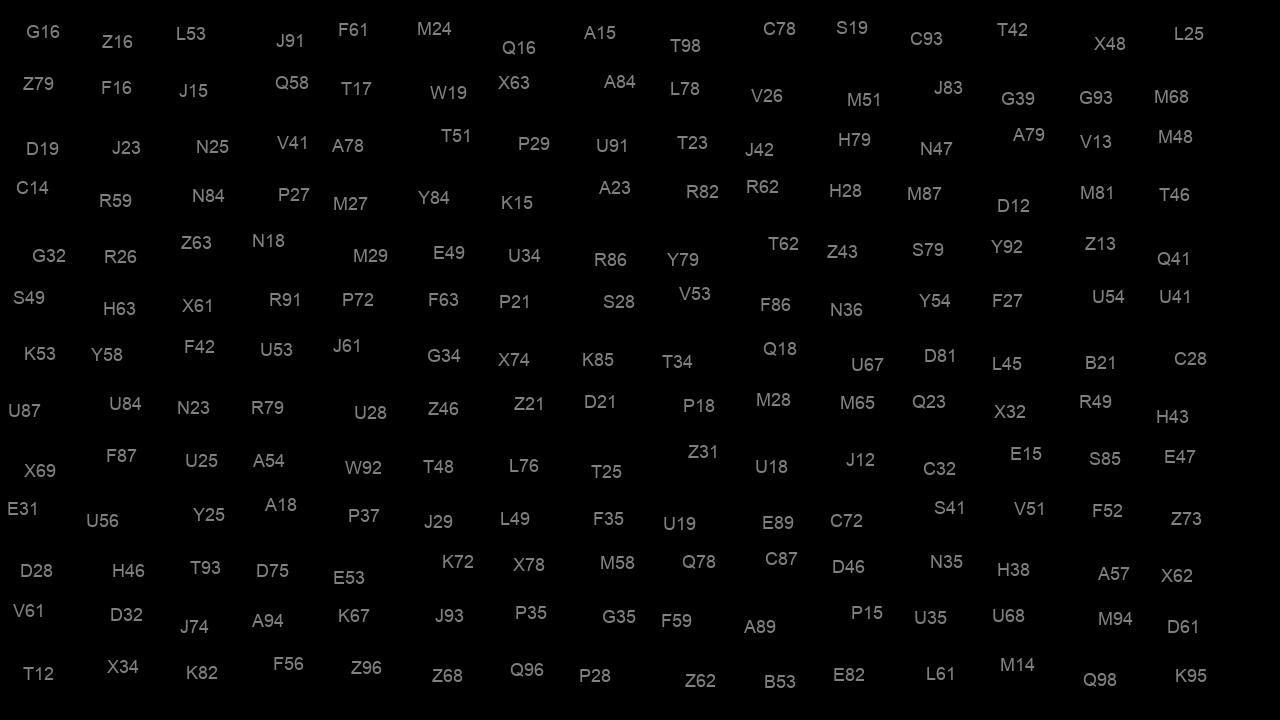 G16 Z16 L53 J91 F61 M24 Q16 A15 T98 C78 S19 C93 T42 X48 L25
Z79 F16 J15 Q58 T17 W19 X63 A84 L78 V26 M51 J83 G39 G93 M68
D19 J23 N25 V41 A78 T51 P29 U91 T23 J42 H79 N47 A79 V13 M48
C14 R59 N84 P27 M27 Y84 K15 A23 R82 R62 H28 M87 D12 M81 T46
G32 R26 Z63 N18 M29 E49 U34 R86 Y79 T62 Z43 S79 Y92 Z13 Q41
S49 H63 X61 R91 P72 F63 P21 S28 V53 F86 N36 Y54 F27 U54 U41
K53 Y58 F42 U53 J61 G34 X74 K85 T34 Q18 U67 D81 L45 B21 C28
U87 U84 N23 R79 U28 Z46 Z21 D21 P18 M28 M65 Q23 X32 R49 H43
X69 F87 U25 A54 W92 T48 L76 T25 Z31 U18 J12 C32 E15 S85 E47
E31 U56 Y25 A18 P37 J29 L49 F35 U19 E89 C72 S41 V51 F52 Z73
D28 H46 T93 D75 E53 K72 X78 M58 Q78 C87 D46 N35 H38 A57 X62
V61 D32 J74 A94 K67 J93 P35 G35 F59 A89 P15 U35 U68 M94 D61
T12 X34 K82 F56 Z96 Z68 Q96 P28 Z62 B53 E82 L61 M14 Q98 K95